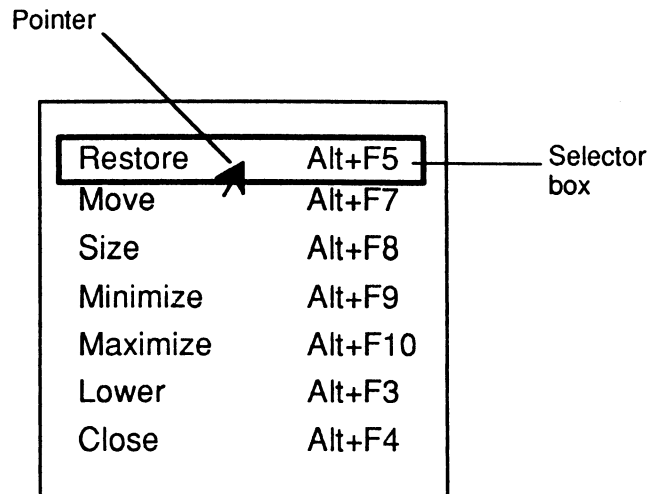 Pointer
Restore Alt+F5
Selector
box
Move Alt+F7
Size Alt+F8
Minimize Alt+F9
Maximize Alt+F10
Lower Alt+F3
Close Alt+F4